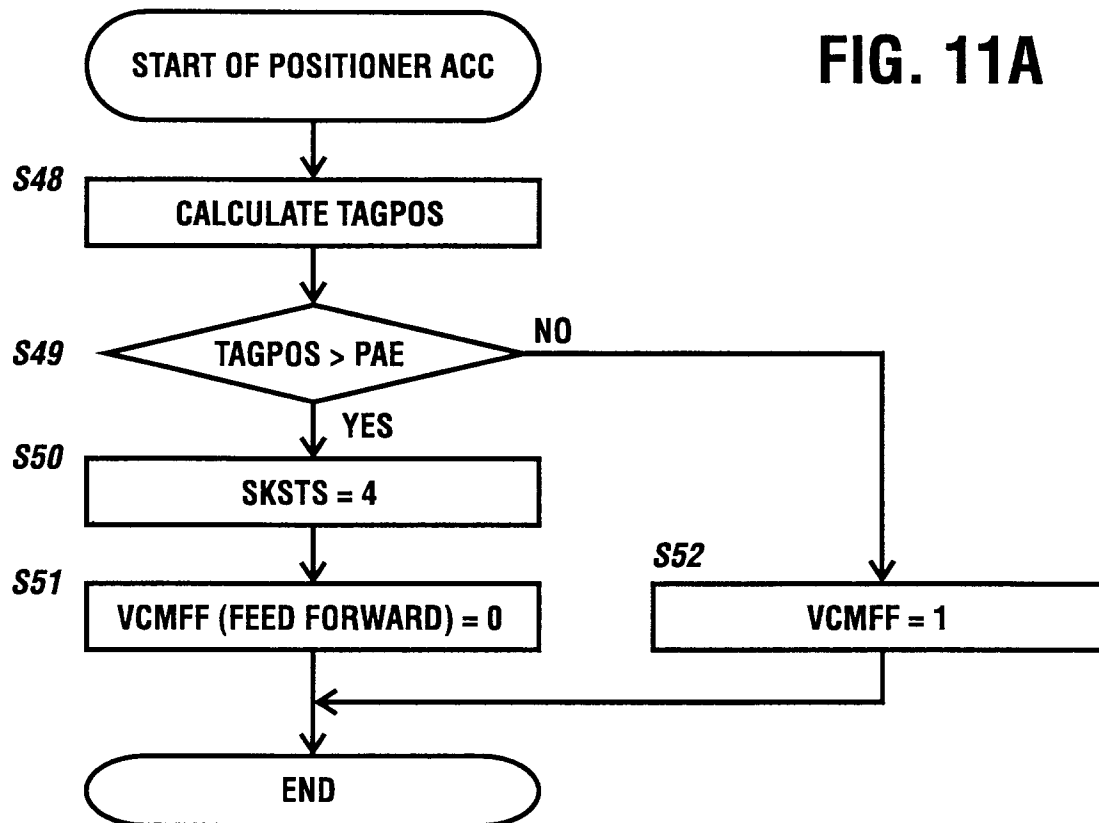 FIG. 11A
START OF POSITIONER ACC
S48
CALCULATE TAGPOS
S49
TAGPOS > PAE
NO
YES
S50
SKSTS = 4
S51
VCMFF (FEED FORWARD) = 0
S52
VCMFF = 1
END